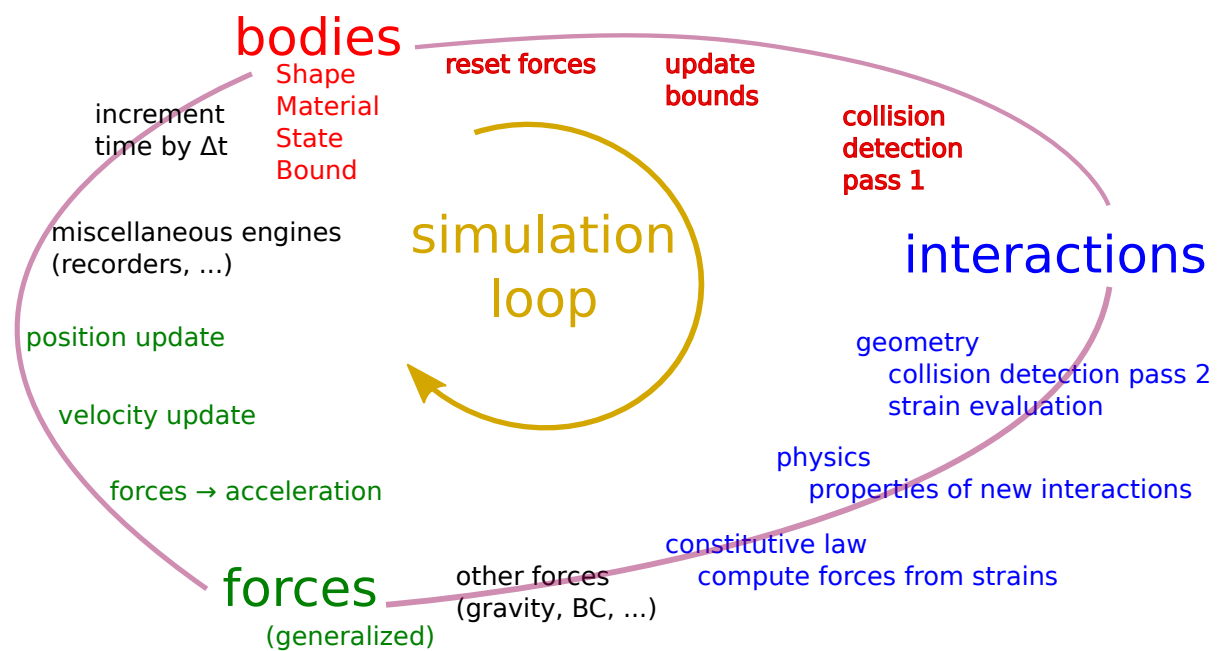 bodies
Shape
Material
State
Bound
reset forces
update
bounds
collision
detection
pass 1
interactions
geometry
collision detection pass 2
strain evaluation
physics
properties of new interactions
constitutive law
compute forces from strains
other forces
(gravity, BC, ...)
forces
(generalized)
forces → acceleration
velocity update
position update
miscellaneous engines
(recorders, ...)
increment
time by Δt
simulation
loop